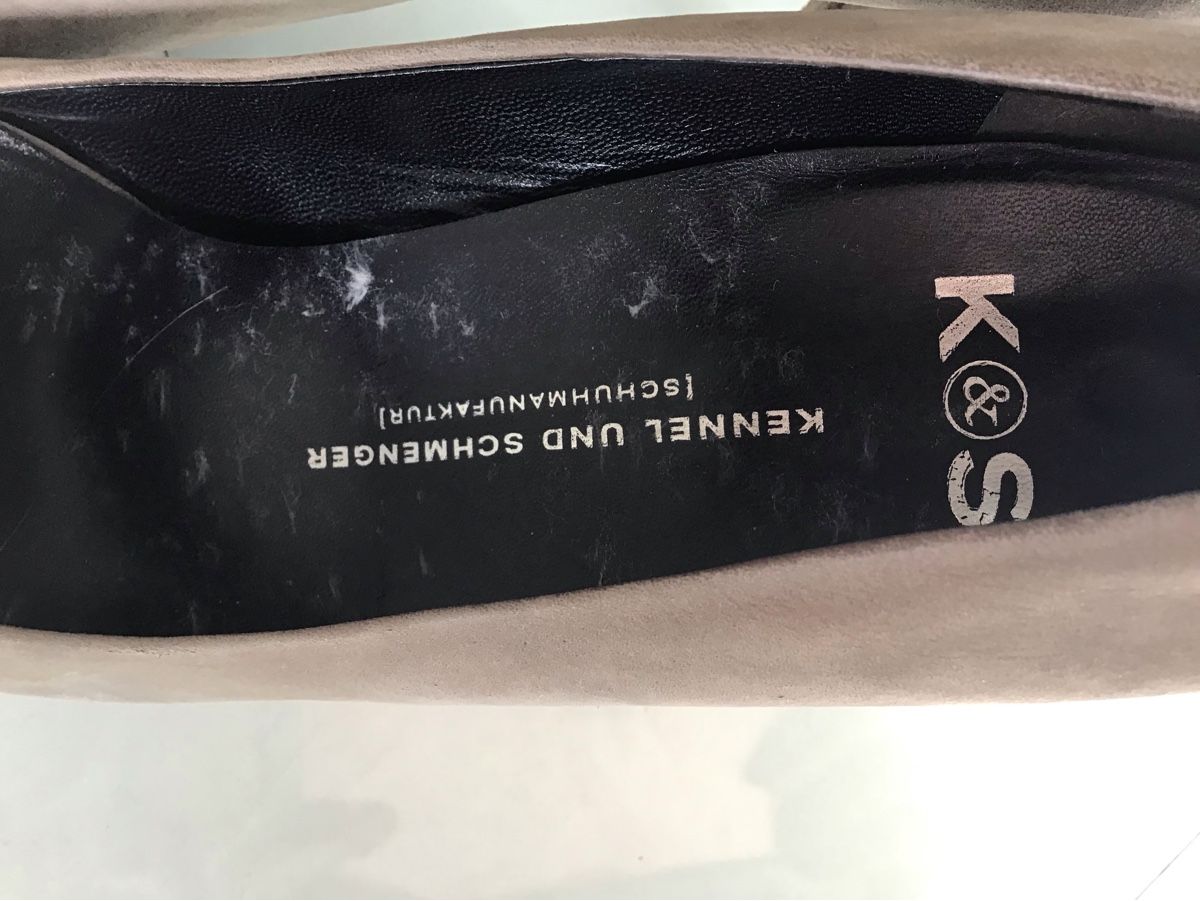 K&S
KENNEL UND SCHMENGER
[SCHUHMANUFAKTUR]